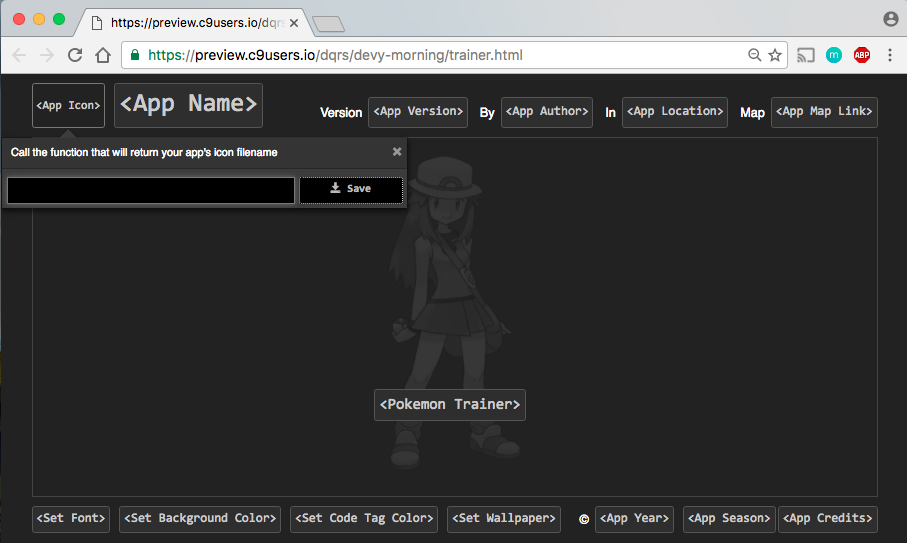 https://preview.c9users.io/dqrs
https://preview.c9users.io/dqrs/devy-morning/trainer.html
m
ABP
<App Icon>
<App Name>
Version <App Version> By <App Author> In <App Location> Map <App Map Link>
Call the function that will return your app's icon filename
Save
<Pokemon Trainer>
<Set Font> <Set Background Color> <Set Code Tag Color> <Set Wallpaper> © <App Year> <App Season> <App Credits>